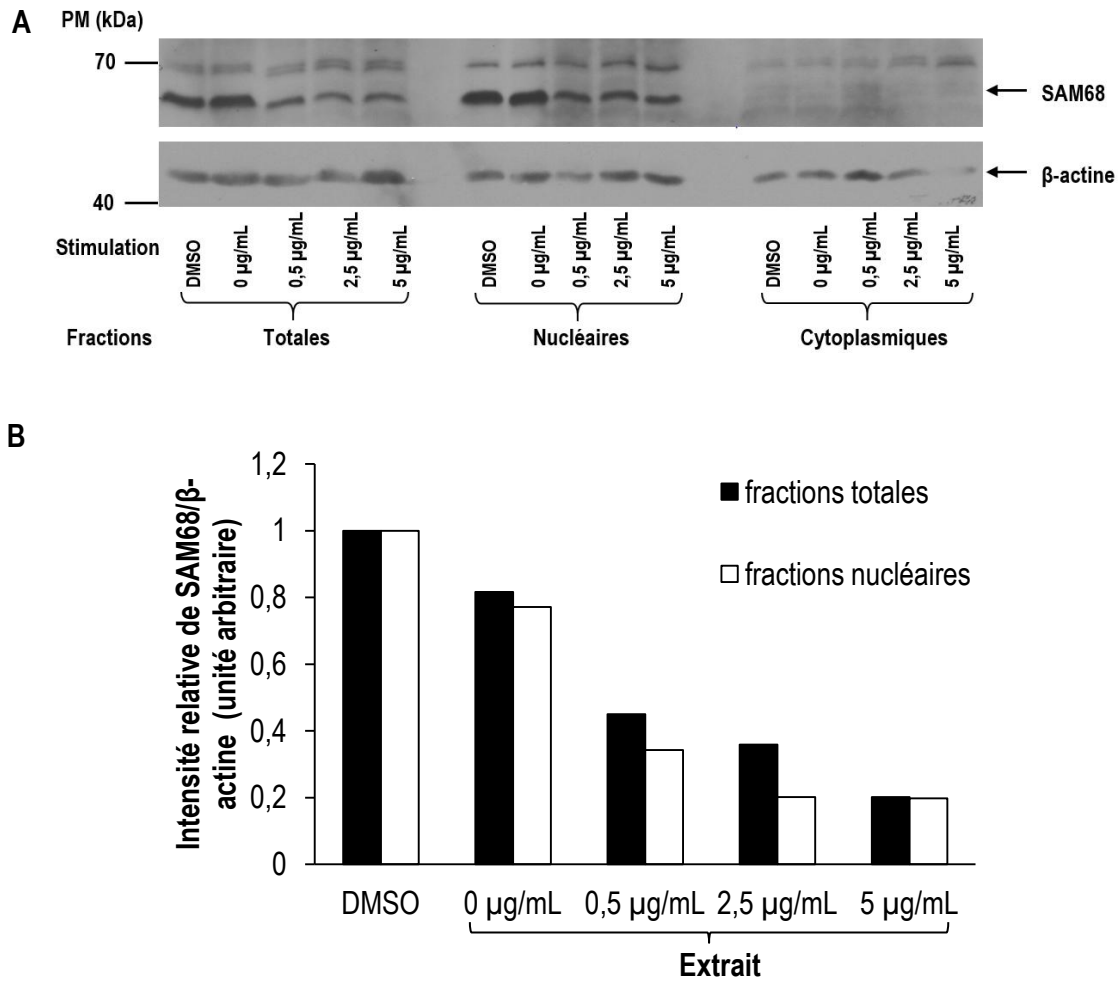 A
PM (kDa)
70
SAM68
β-actine
40
Stimulation
DMSO
0 µg/mL
0,5 µg/mL
2,5 µg/mL
5 µg/mL
DMSO
0 µg/mL
0,5 µg/mL
2,5 µg/mL
5 µg/mL
DMSO
0 µg/mL
0,5 µg/mL
2,5 µg/mL
5 µg/mL
Fractions
Totales
Nucléaires
Cytoplasmiques
B
Intensité relative de SAM68/β-
actine (unité arbitraire)
1,2
1
0,8
0,6
0,4
0,2
0
fractions totales
fractions nucléaires
DMSO
0 µg/mL
0,5 µg/mL
2,5 µg/mL
5 µg/mL
Extrait